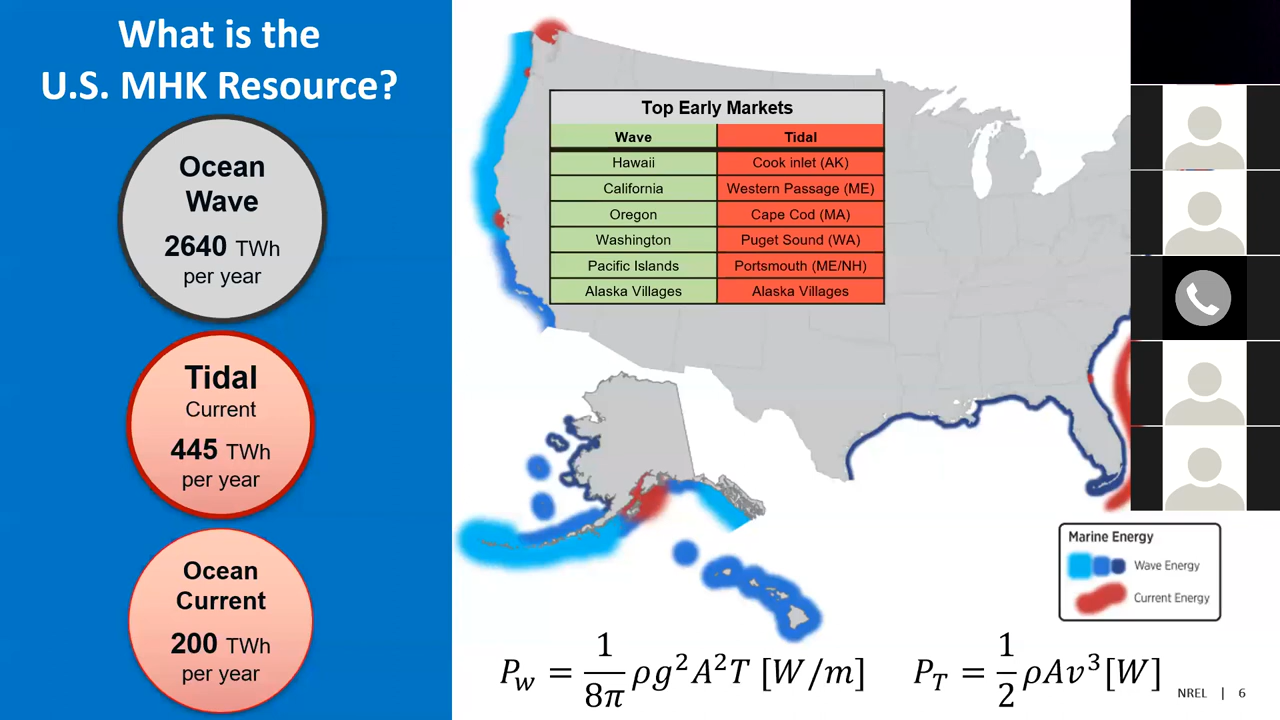 What is the
U.S. MHK Resource?
Ocean
Wave
2640 TWh
per year
Tidal
Current
445 TWh
per year
Ocean
Current
200 TWh
per year
Top Early Markets
Wave Tidal
Hawaii Cook inlet (AK)
California Western Passage (ME)
Oregon Cape Cod (MA)
Washington Puget Sound (WA)
Pacific Islands Portsmouth (ME/NH)
Alaska Villages Alaska Villages
Marine Energy
Wave Energy
Current Energy
P_w = \frac{1}{8π} ρg²A²T [W/m]
P_T = \frac{1}{2} ρAv³[W]
NREL | 6